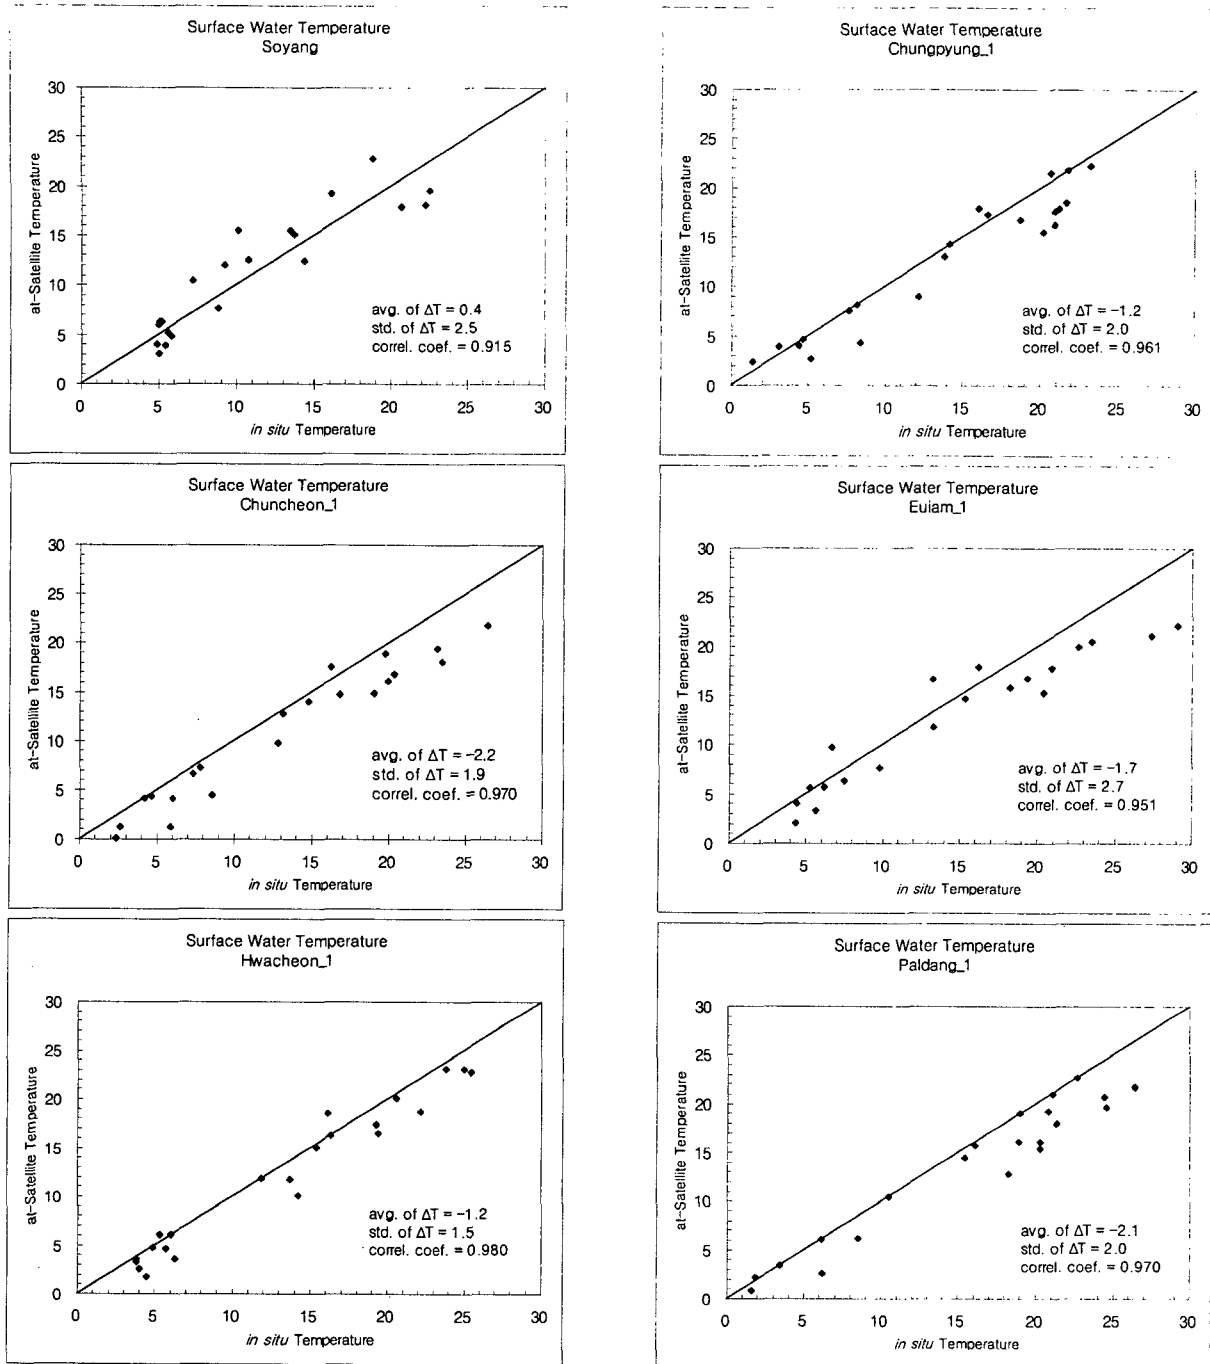 Surface Water Temperature
Soyang
30
25
20
15
10
5
0
at-Satellite Temperature
avg. of ΔT = 0.4
std. of ΔT = 2.5
correl. coef. = 0.915
0 5 10 15 20 25 30
in situ Temperature
Surface Water Temperature
Chungpyung_1
30
25
20
15
10
5
0
at-Satellite Temperature
avg. of ΔT = -1.2
std. of ΔT = 2.0
correl. coef. = 0.961
0 5 10 15 20 25 30
in situ Temperature
Surface Water Temperature
Chuncheon_1
30
25
20
15
10
5
0
at-Satellite Temperature
avg. of ΔT = -2.2
std. of ΔT = 1.9
correl. coef. = 0.970
0 5 10 15 20 25 30
in situ Temperature
Surface Water Temperature
Euiam_1
30
25
20
15
10
5
0
at-Satellite Temperature
avg. of ΔT = -1.7
std. of ΔT = 2.7
correl. coef. = 0.951
0 5 10 15 20 25 30
in situ Temperature
Surface Water Temperature
Hwacheon_1
30
25
20
15
10
5
0
at-Satellite Temperature
avg. of ΔT = -1.2
std. of ΔT = 1.5
correl. coef. = 0.980
0 5 10 15 20 25 30
in situ Temperature
Surface Water Temperature
Paldang_1
30
25
20
15
10
5
0
at-Satellite Temperature
avg. of ΔT = -2.1
std. of ΔT = 2.0
correl. coef. = 0.970
0 5 10 15 20 25 30
in situ Temperature